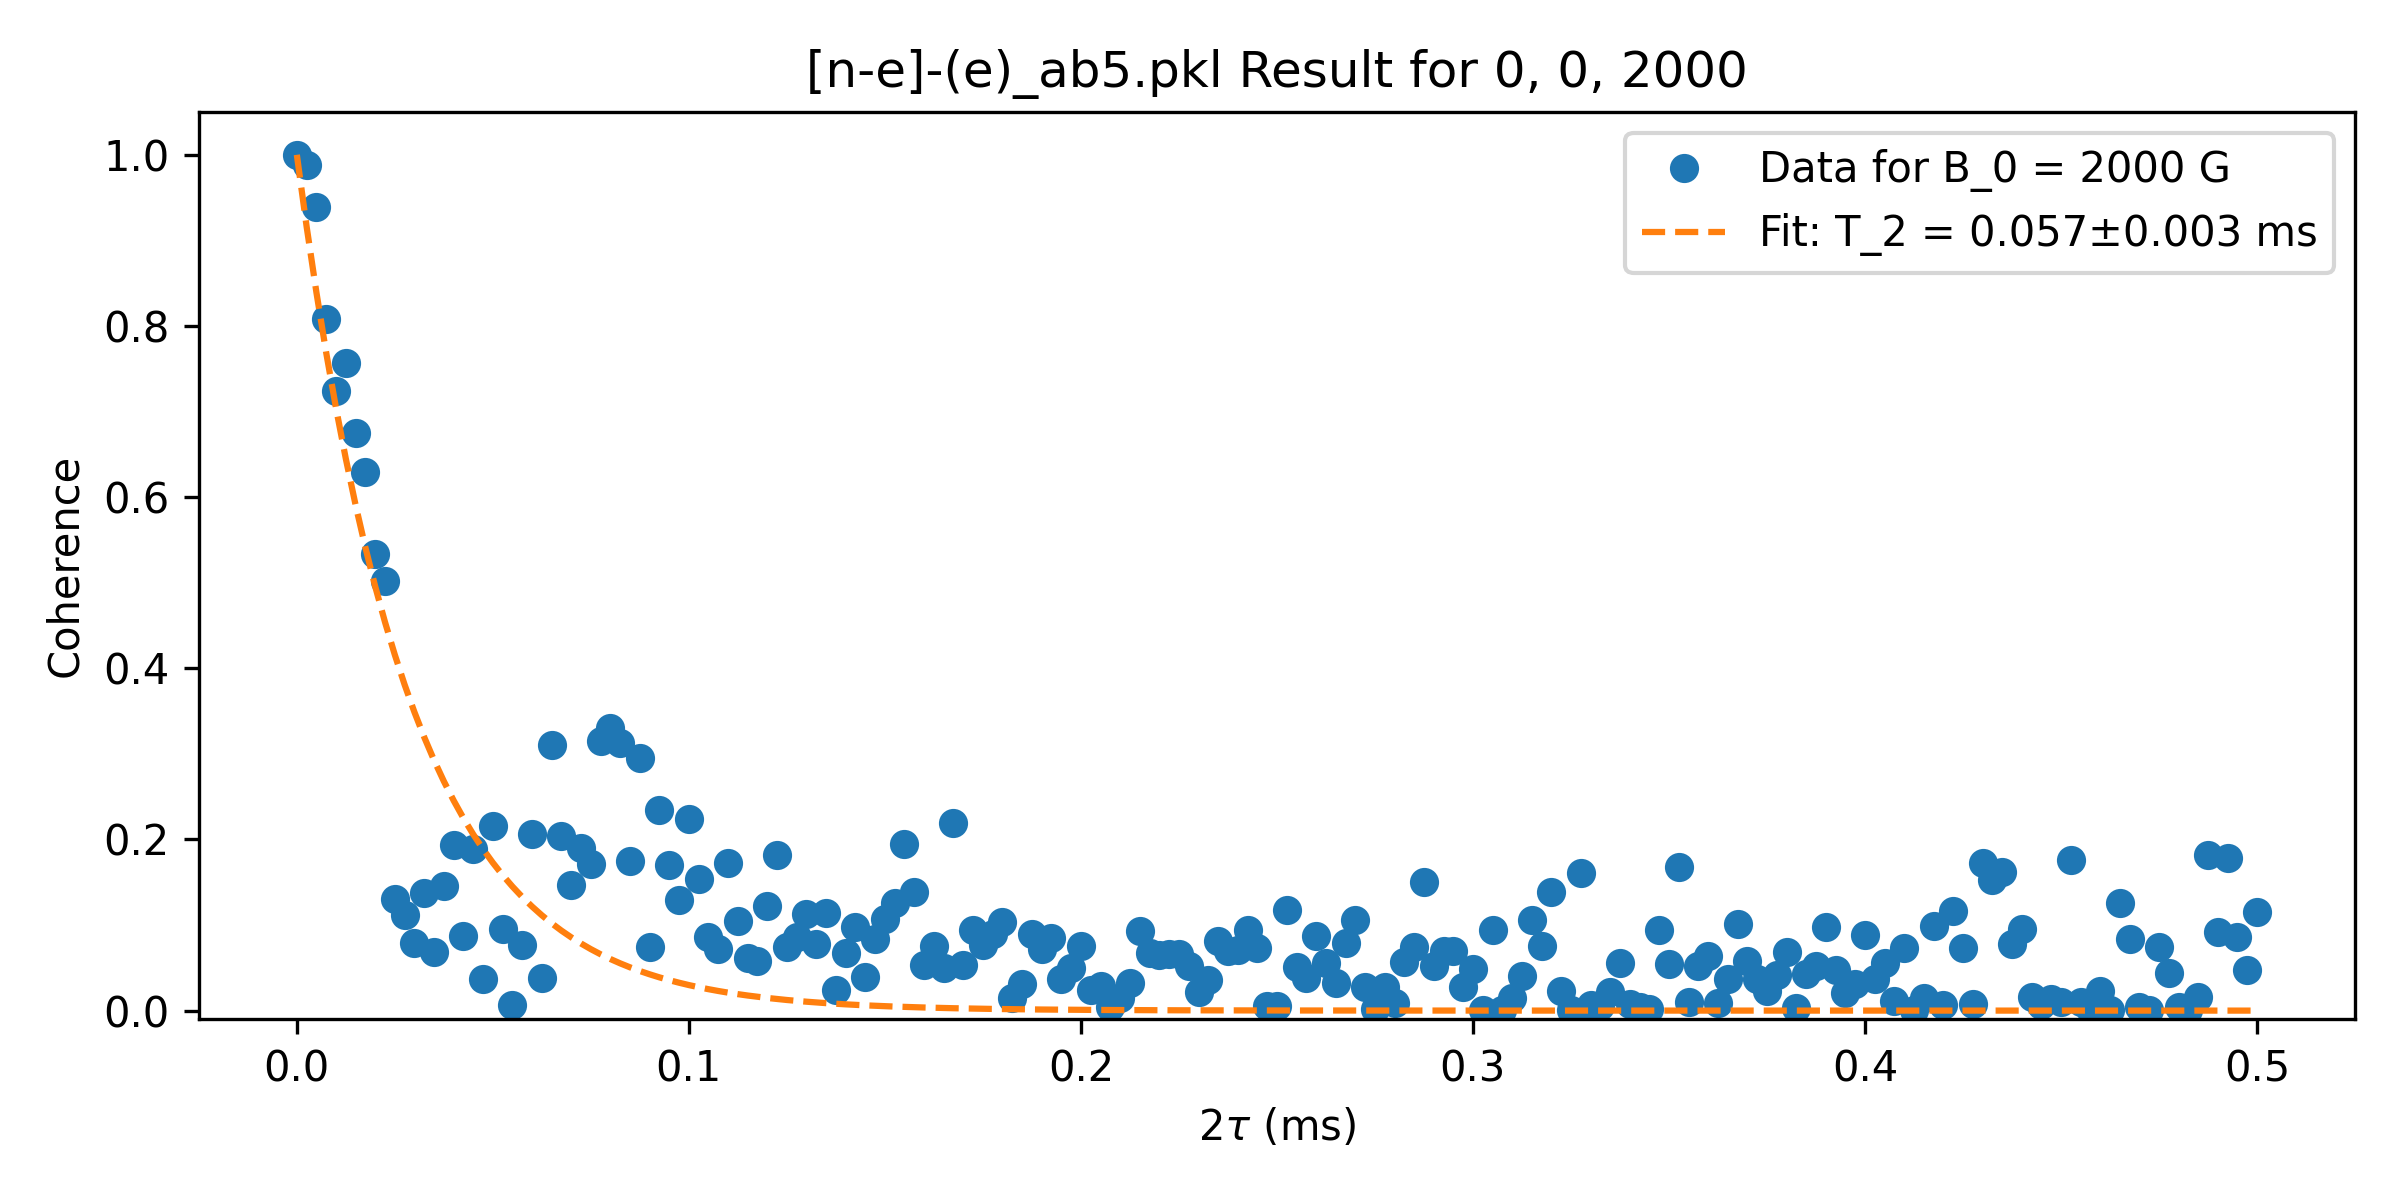 [n-e]-(e)_ab5.pkl Result for 0, 0, 2000
Data for B_0 = 2000 G
Fit: T_2 = 0.057±0.003 ms
Coherence
1.0
0.8
0.6
0.4
0.2
0.0
0.0 0.1 0.2 0.3 0.4 0.5
2τ (ms)